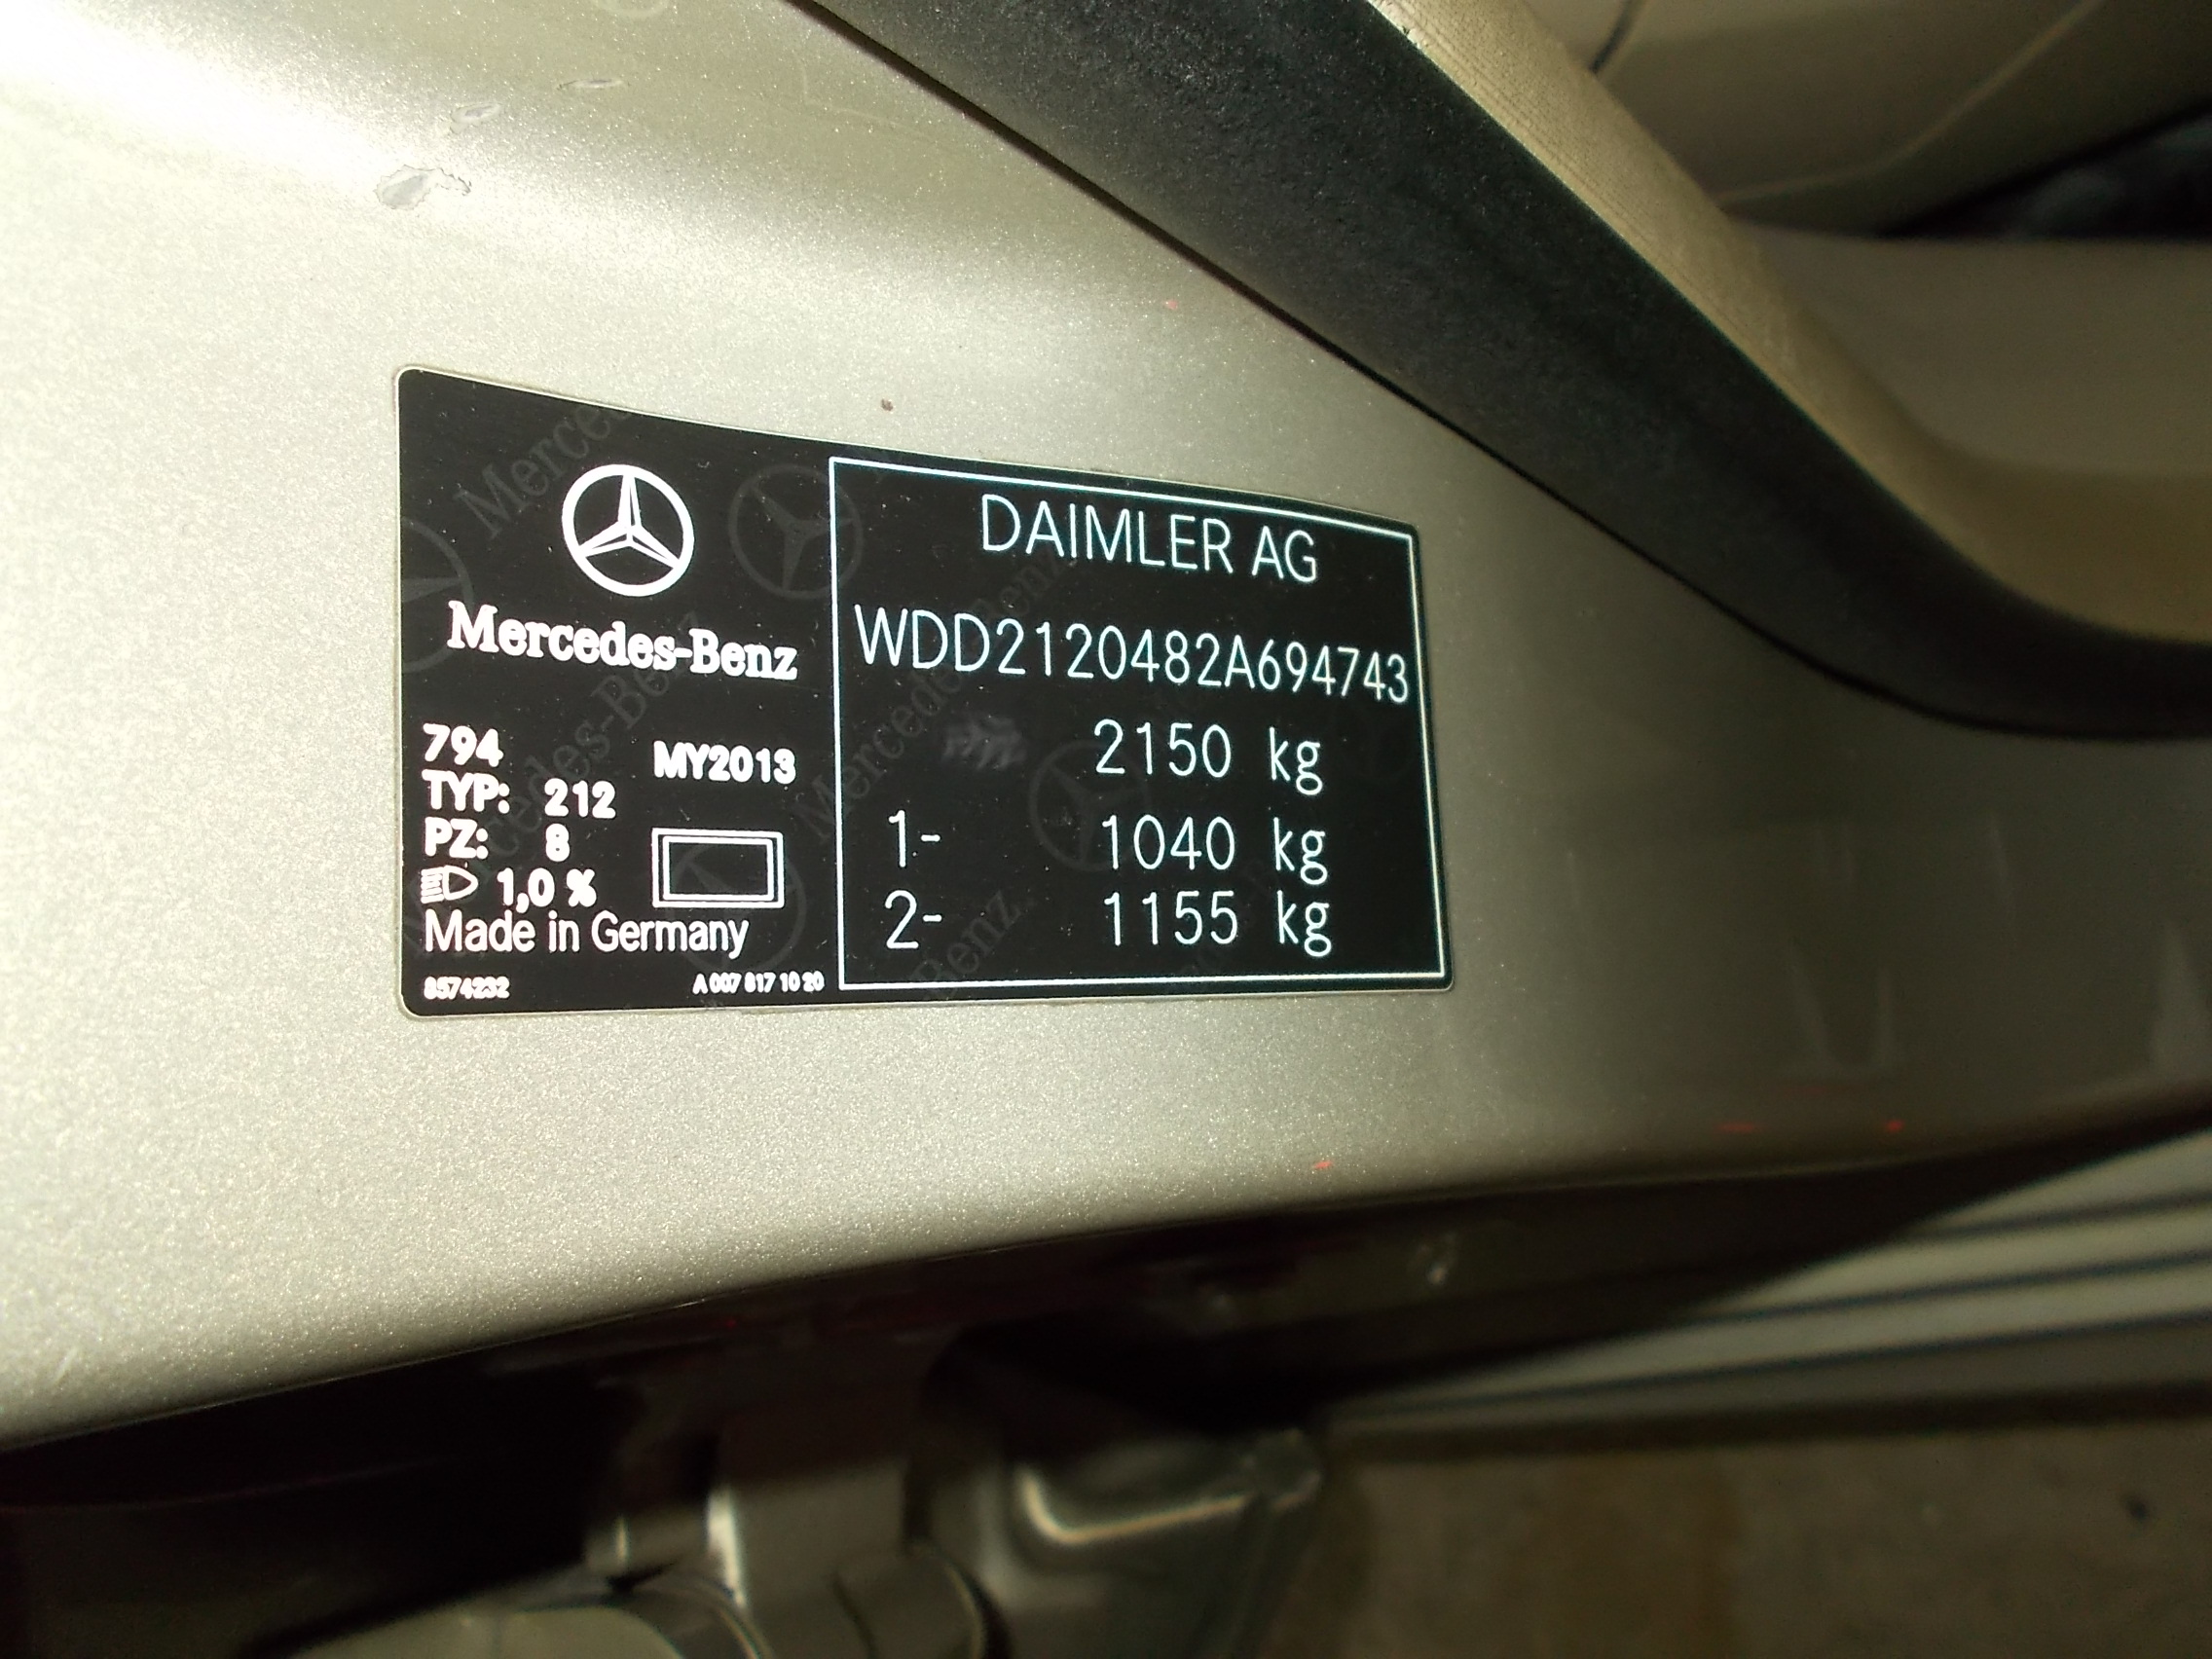 Mercedes-Benz
794 MY2013
TYP: 212
PZ: 8
1,0 %
Made in Germany
8574232 A 007 817 10 20
DAIMLER AG
WDD2120482A694743
2150 kg
1- 1040 kg
2- 1155 kg